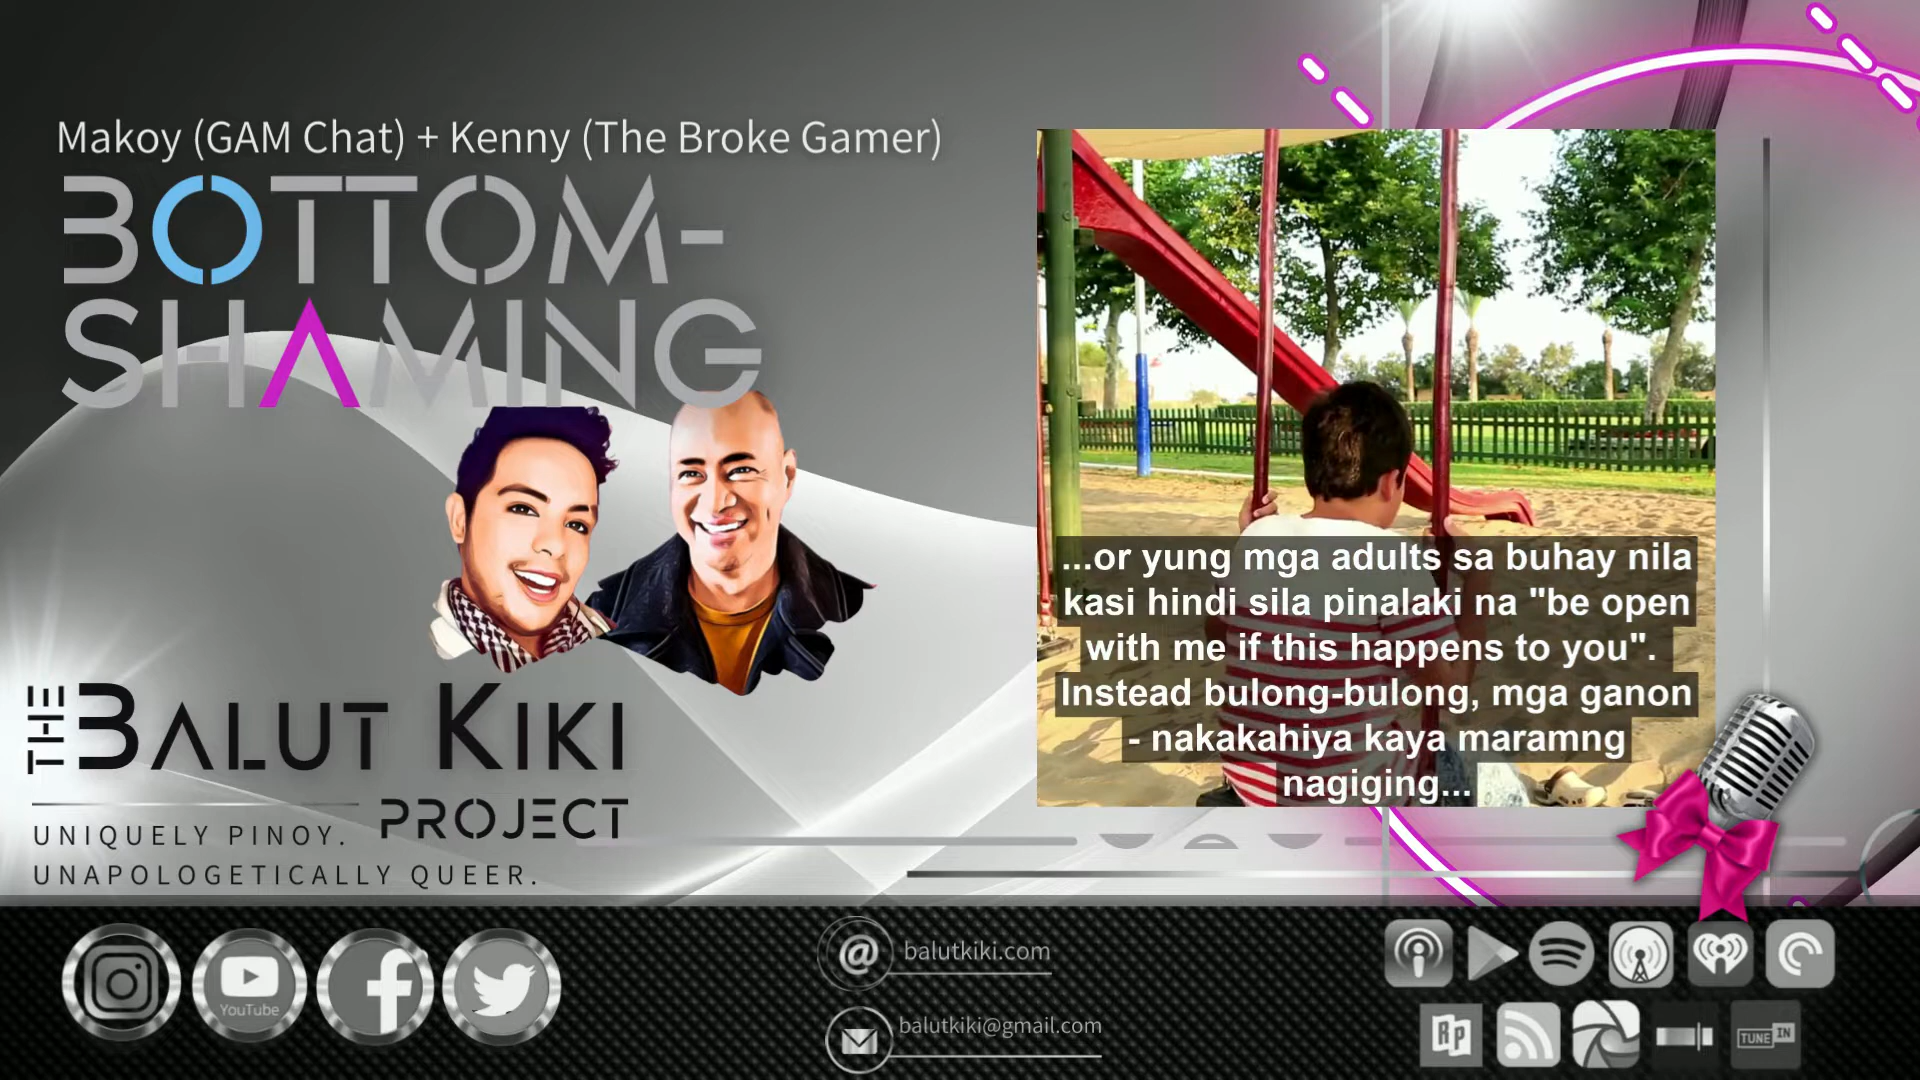 Makoy (GAM Chat) + Kenny (The Broke Gamer)
BOTTOM-
SHAMING
...or yung mga adults sa buhay nila
kasi hindi sila pinalaki na "be open
with me if this happens to you".
Instead bulong-bulong, mga ganon
- nakakahiya kaya maramng
nagiging...
THE BALUT KIKI
PROJECT
UNIQUELY PINOY.
UNAPOLOGETICALLY QUEER.
YouTube
@ balutkiki.com
balutkiki@gmail.com
RP
TUNE IN